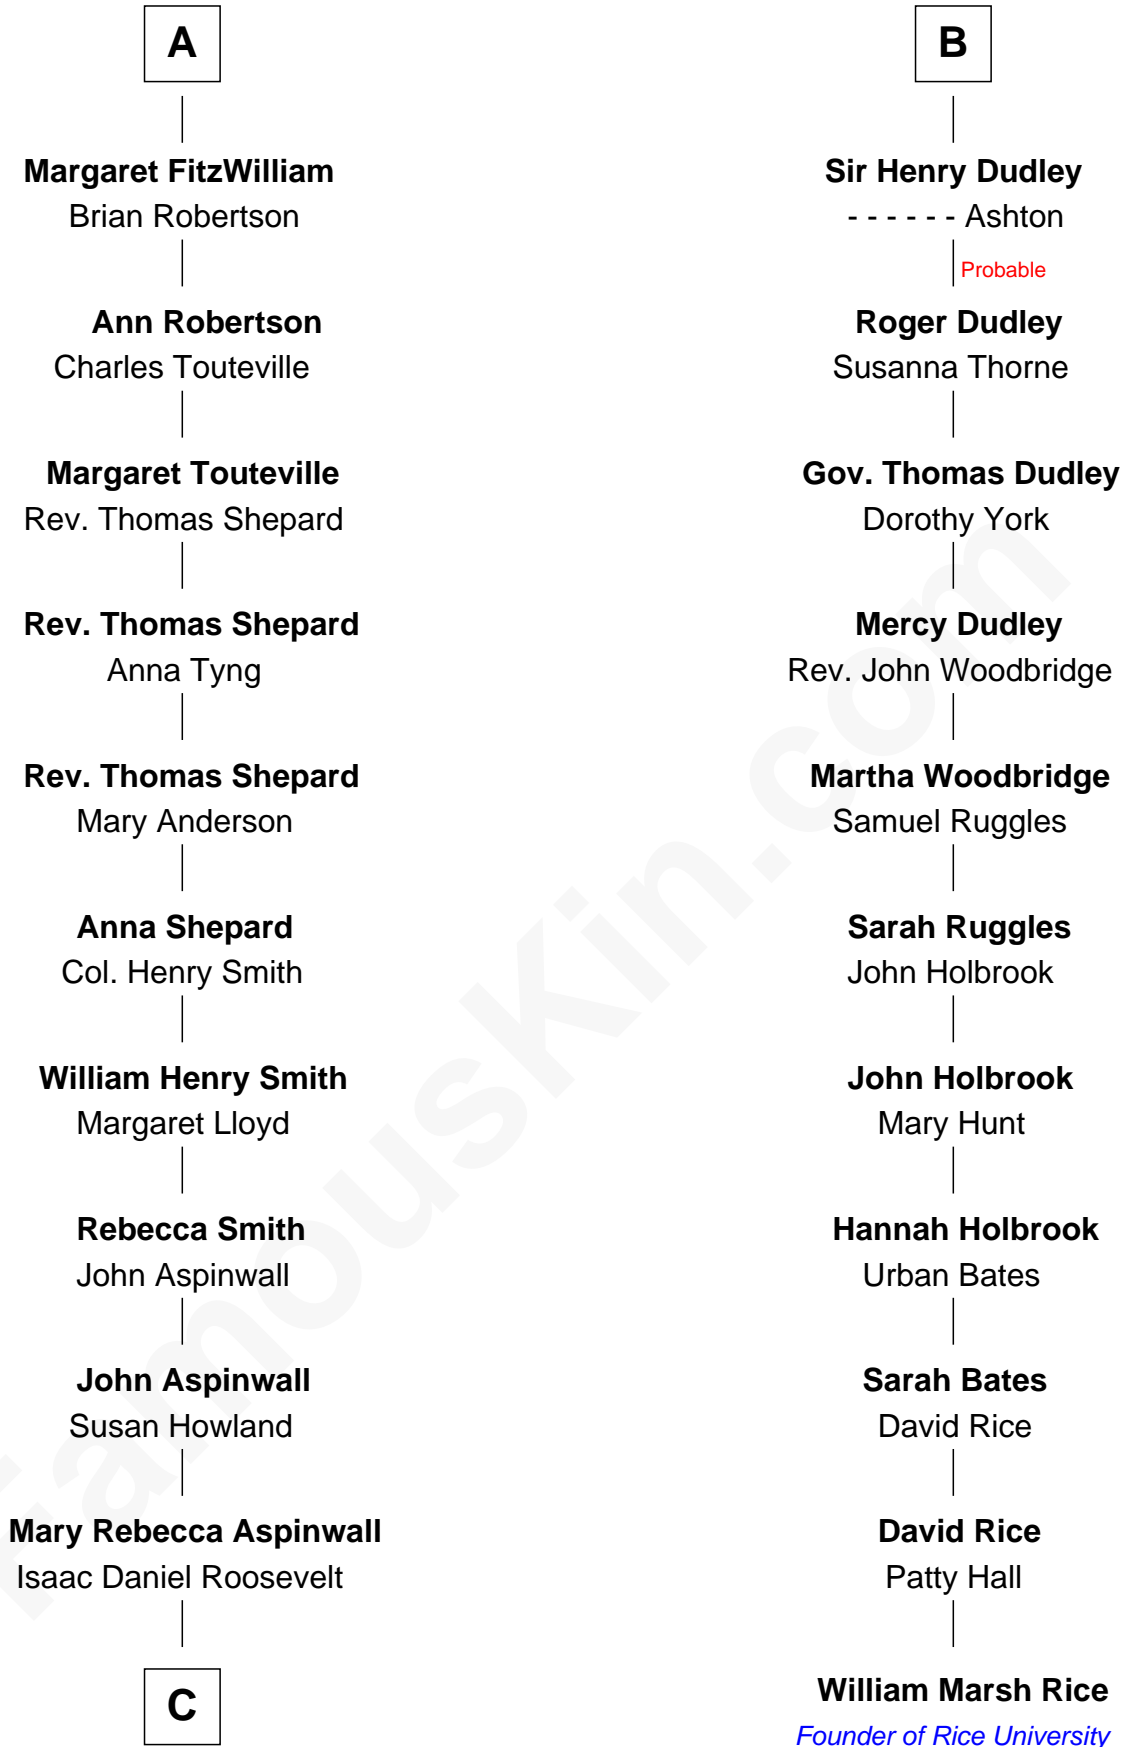 A
Margaret FitzWilliam
Brian Robertson
Ann Robertson
Charles Touteville
Margaret Touteville
Rev. Thomas Shepard
Rev. Thomas Shepard
Anna Tyng
Rev. Thomas Shepard
Mary Anderson
Anna Shepard
Col. Henry Smith
William Henry Smith
Margaret Lloyd
Rebecca Smith
John Aspinwall
John Aspinwall
Susan Howland
Mary Rebecca Aspinwall
Isaac Daniel Roosevelt
C
B
Sir Henry Dudley
- - - - - - Ashton
Probable
Roger Dudley
Susanna Thorne
Gov. Thomas Dudley
Dorothy York
Mercy Dudley
Rev. John Woodbridge
Martha Woodbridge
Samuel Ruggles
Sarah Ruggles
John Holbrook
John Holbrook
Mary Hunt
Hannah Holbrook
Urban Bates
Sarah Bates
David Rice
David Rice
Patty Hall
William Marsh Rice
Founder of Rice University
FamousKin.com